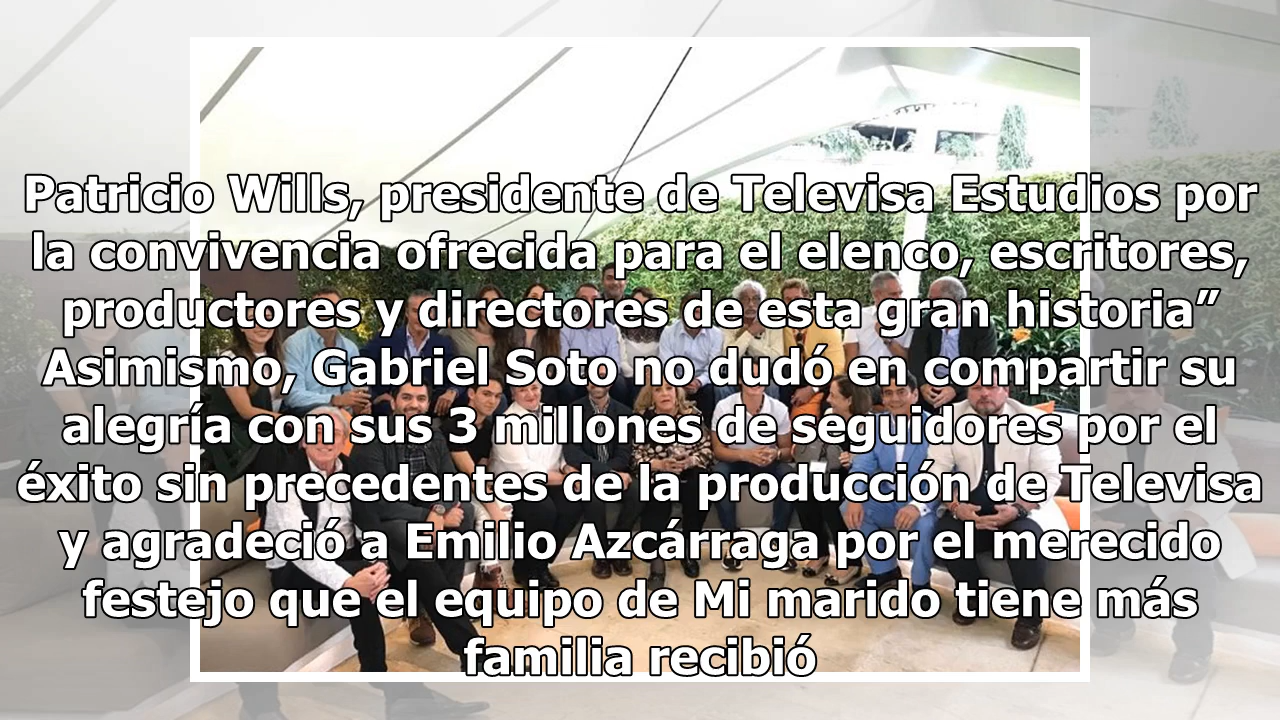 Patricio Wills, presidente de Televisa Estudios por
la convivencia ofrecida para el elenco, escritores,
productores y directores de esta gran historia”
Asimismo, Gabriel Soto no dudó en compartir su
alegría con sus 3 millones de seguidores por el
éxito sin precedentes de la producción de Televisa
y agradeció a Emilio Azcárraga por el merecido
festejo que el equipo de Mi marido tiene más
familia recibió